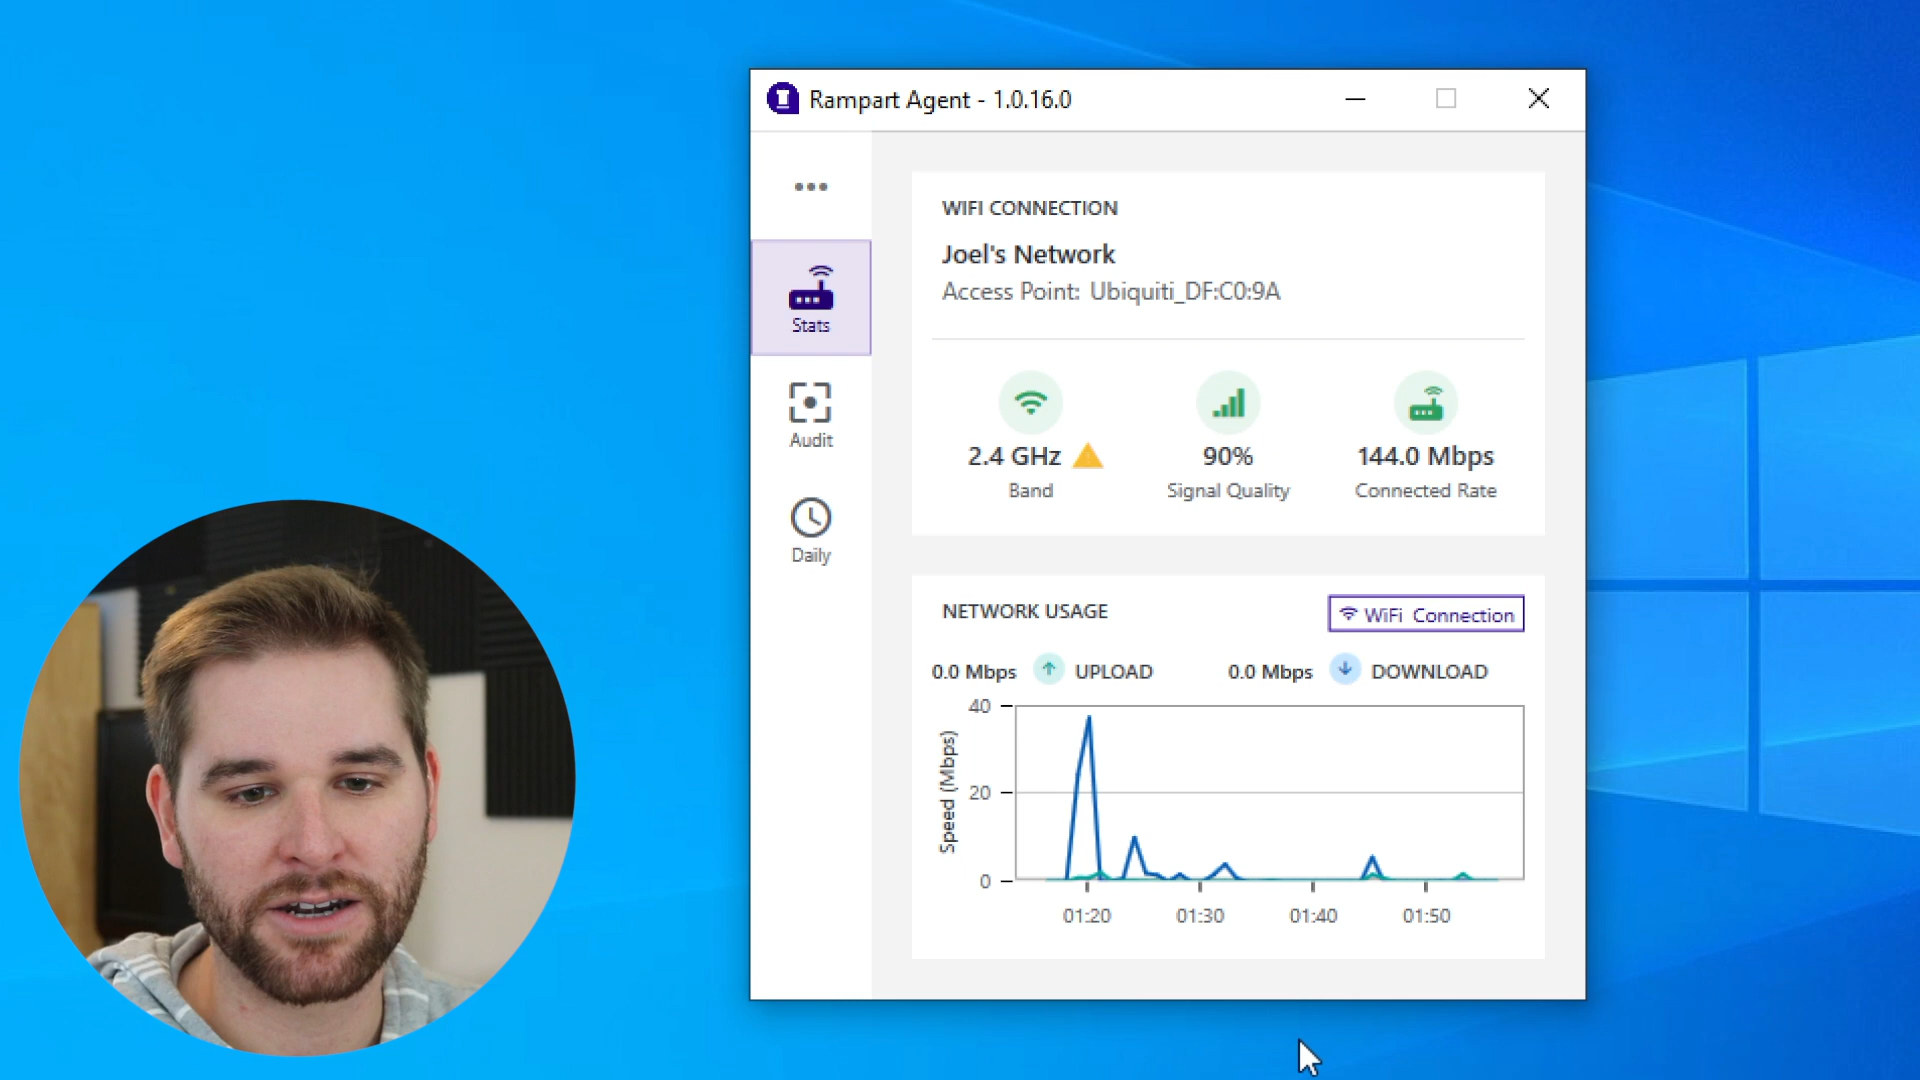 Rampart Agent - 1.0.16.0
Stats
Audit
Daily
WIFI CONNECTION
Joel's Network
Access Point: Ubiquiti_DF:C0:9A
2.4 GHz
Band
90%
Signal Quality
144.0 Mbps
Connected Rate
NETWORK USAGE
WiFi Connection
0.0 Mbps UPLOAD
0.0 Mbps DOWNLOAD
Speed (Mbps)
40
20
0
01:20 01:30 01:40 01:50